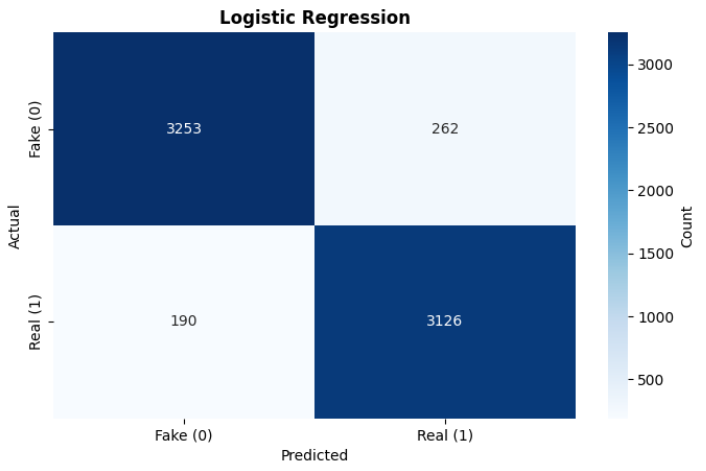 Logistic Regression
Actual
Fake (0)
3253
262
Real (1)
190
3126
Fake (0)
Real (1)
Predicted
3000
2500
2000
1500
1000
500
Count